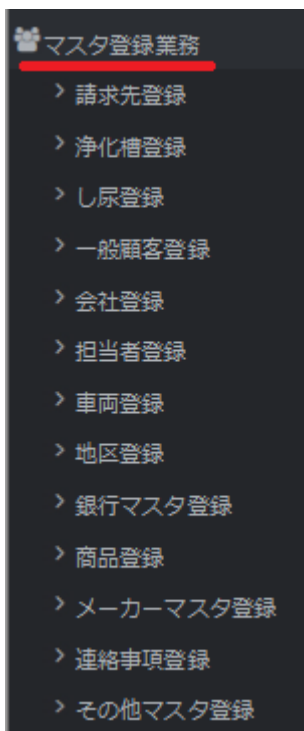 マスタ登録業務
請求先登録
浄化槽登録
し尿登録
一般顧客登録
会社登録
担当者登録
車両登録
地区登録
銀行マスタ登録
商品登録
メーカーマスタ登録
連絡事項登録
その他マスタ登録